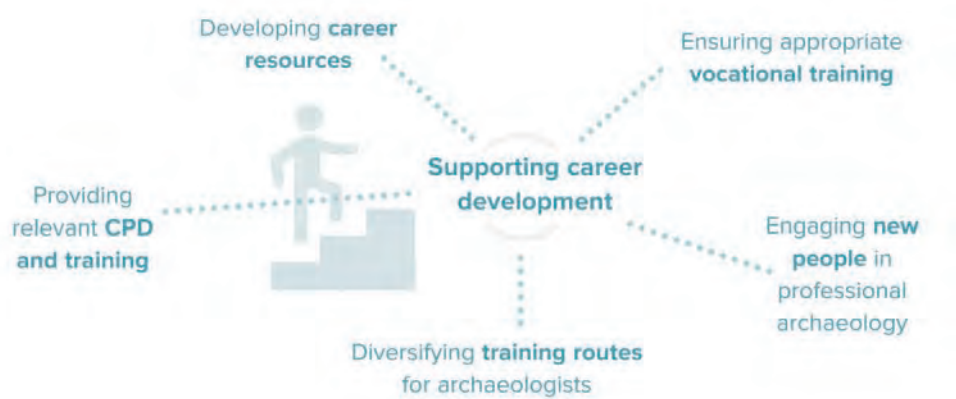 Developing career
resources
Ensuring appropriate
vocational training
Supporting career
development
Providing
relevant CPD
and training
Engaging new
people in
professional
archaeology
Diversifying training routes
for archaeologists